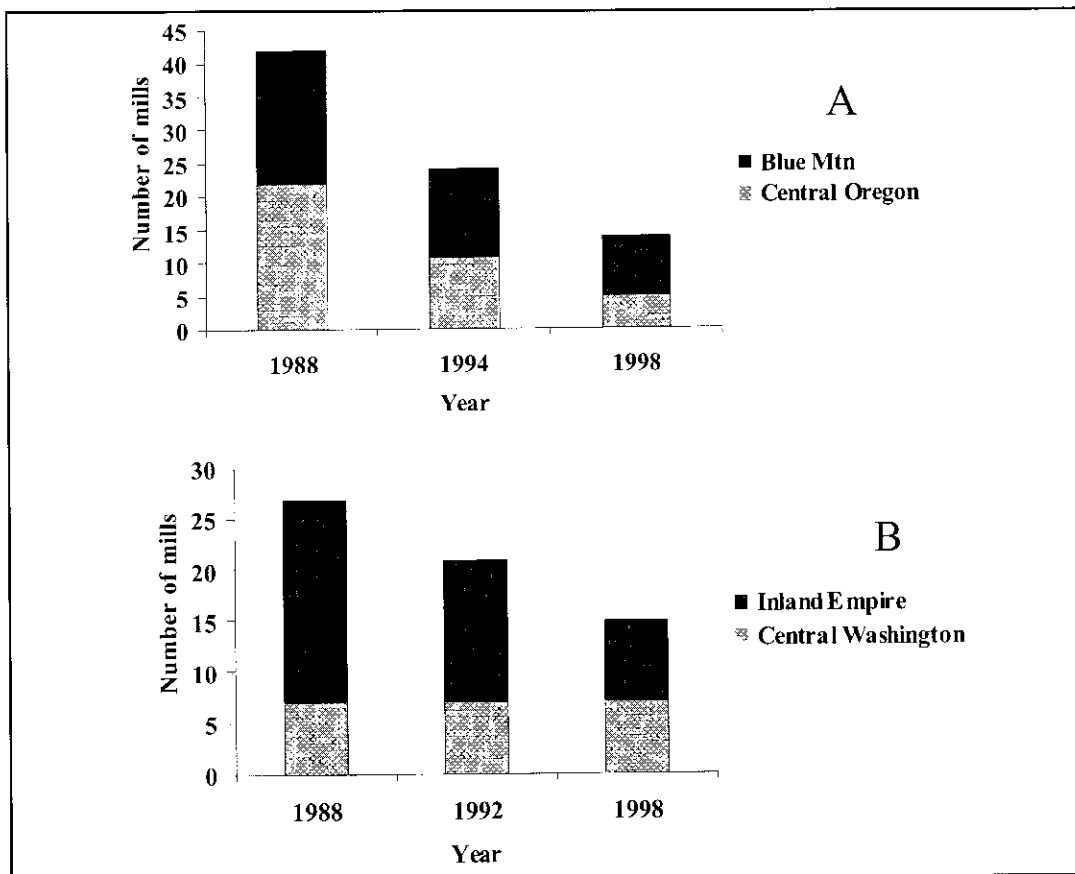 A
Number of mills
45
40
35
30
25
20
15
10
5
0
Blue Mtn
Central Oregon
1988 1994 1998
Year
B
Number of mills
30
25
20
15
10
5
0
Inland Empire
Central Washington
1988 1992 1998
Year